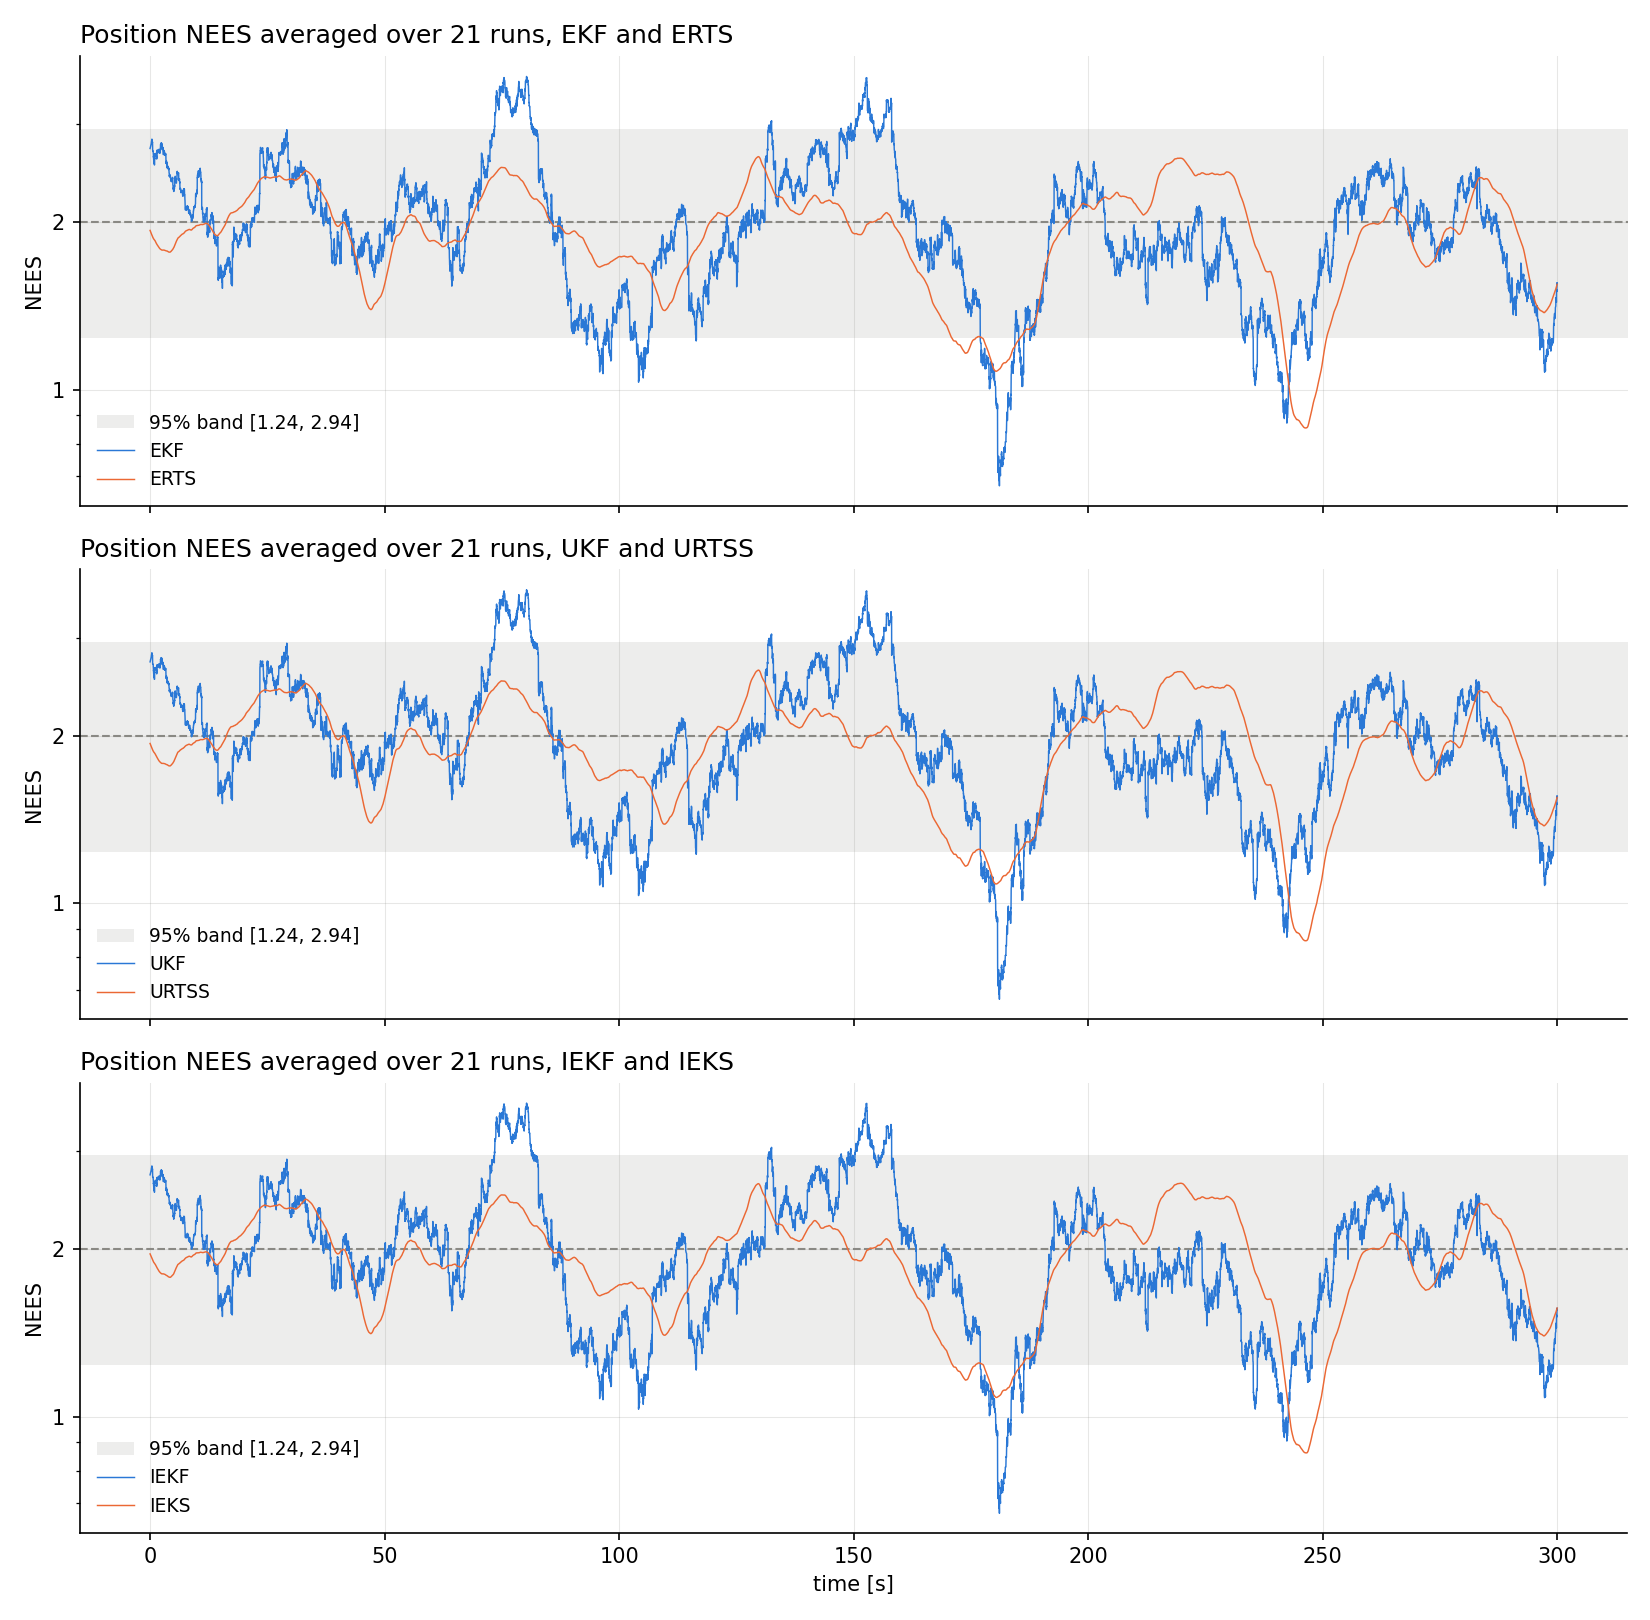 Position NEES averaged over 21 runs, EKF and ERTS
2
NEES
1
95% band [1.24, 2.94]
EKF
ERTS
Position NEES averaged over 21 runs, UKF and URTSS
2
NEES
1
95% band [1.24, 2.94]
UKF
URTSS
Position NEES averaged over 21 runs, IEKF and IEKS
2
NEES
1
95% band [1.24, 2.94]
IEKF
IEKS
0 50 100 150 200 250 300
time [s]